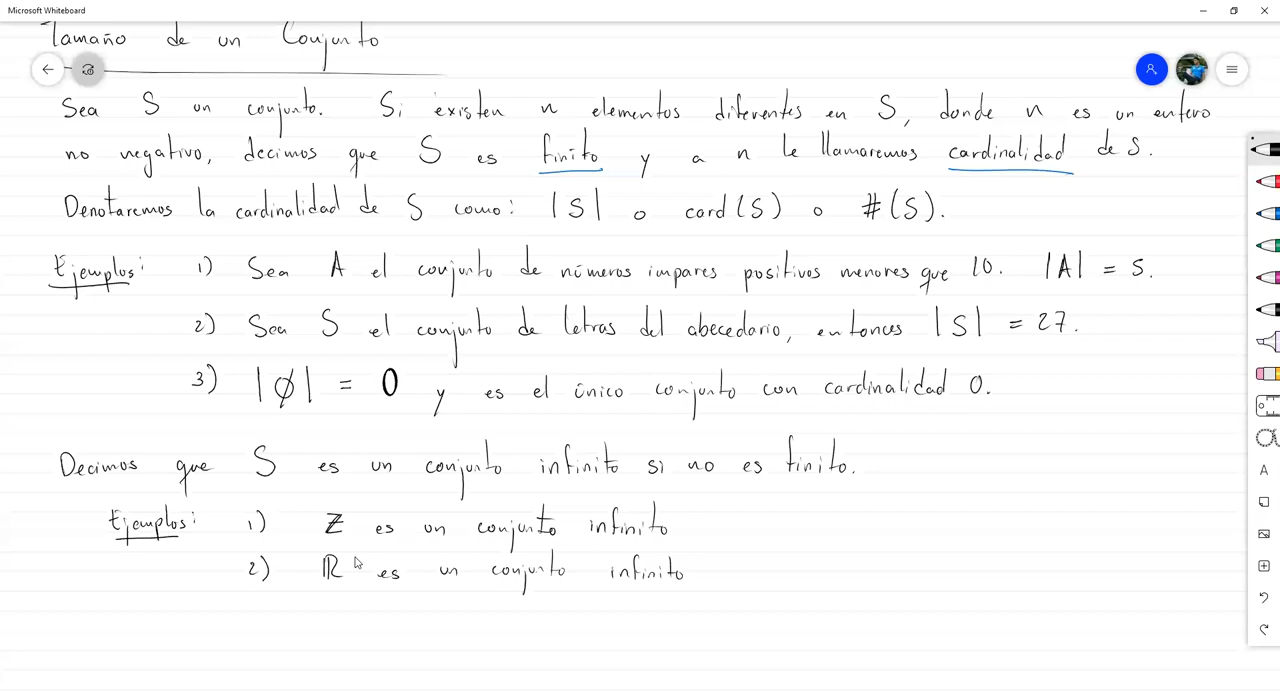 Microsoft Whiteboard
Tamaño de un Conjunto
Sea S un conjunto. Si existen n elementos diferentes en S, donde n es un entero
no negativo, decimos que S es finito y a n le llamaremos cardinalidad de S.
Denotaremos la cardinalidad de S como: |S| o card(S) o #(S).
Ejemplos: 1) Sea A el conjunto de números impares positivos menores que 10. |A| = 5.
2) Sea S el conjunto de letras del abecedario, entonces |S| = 27.
3) |∅| = 0 y es el único conjunto con cardinalidad 0.
Decimos que S es un conjunto infinito si no es finito.
Ejemplos: 1) ℤ es un conjunto infinito
2) ℝ es un conjunto infinito